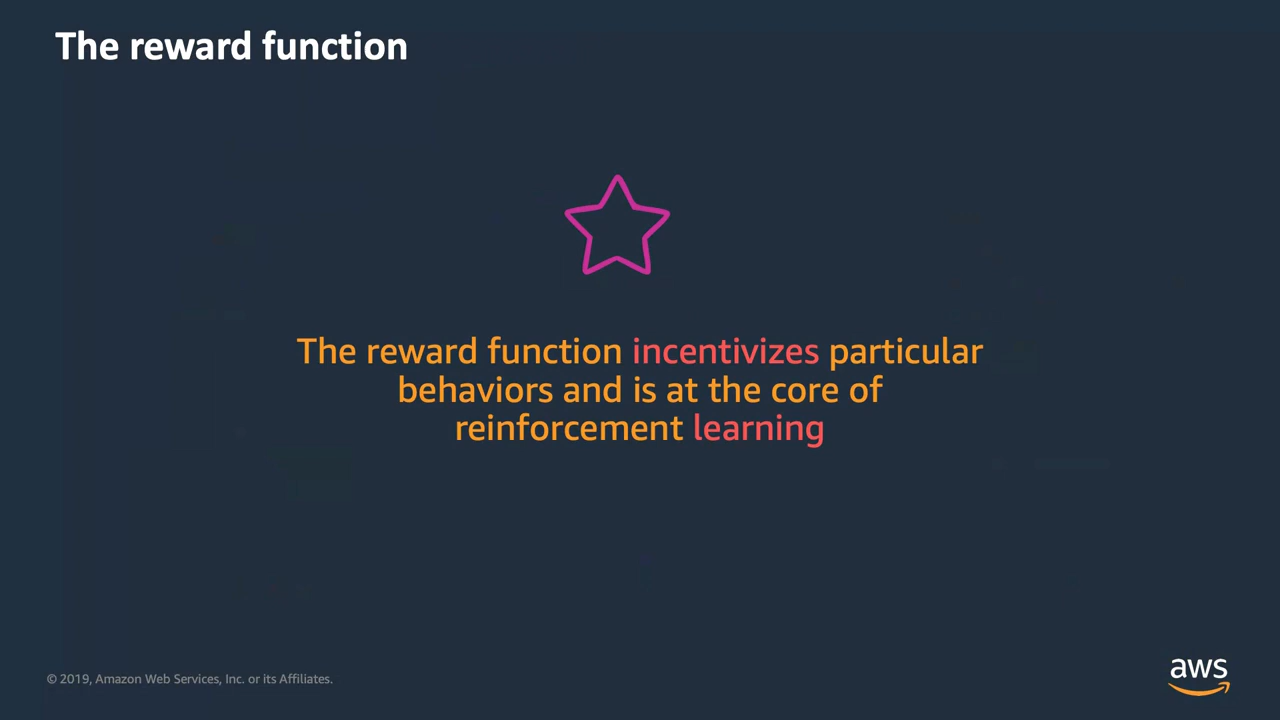 The reward function
The reward function incentivizes particular
behaviors and is at the core of
reinforcement learning
© 2019, Amazon Web Services, Inc. or its Affiliates.
aws